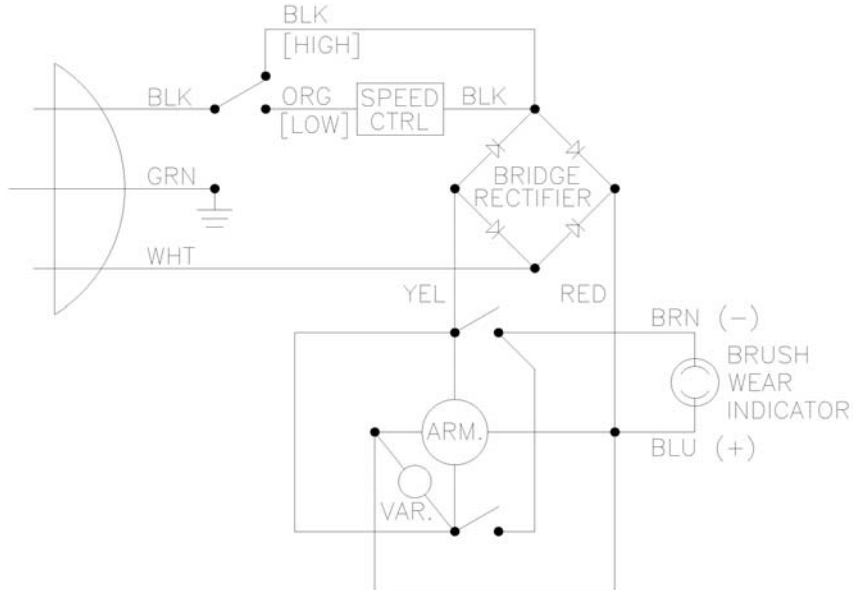 BLK
[HIGH]
BLK
ORG
[LOW]
SPEED
CTRL
BLK
GRN
BRIDGE
RECTIFIER
WHT
YEL
RED
BRN (-)
BRUSH
WEAR
INDICATOR
ARM.
BLU (+)
VAR.